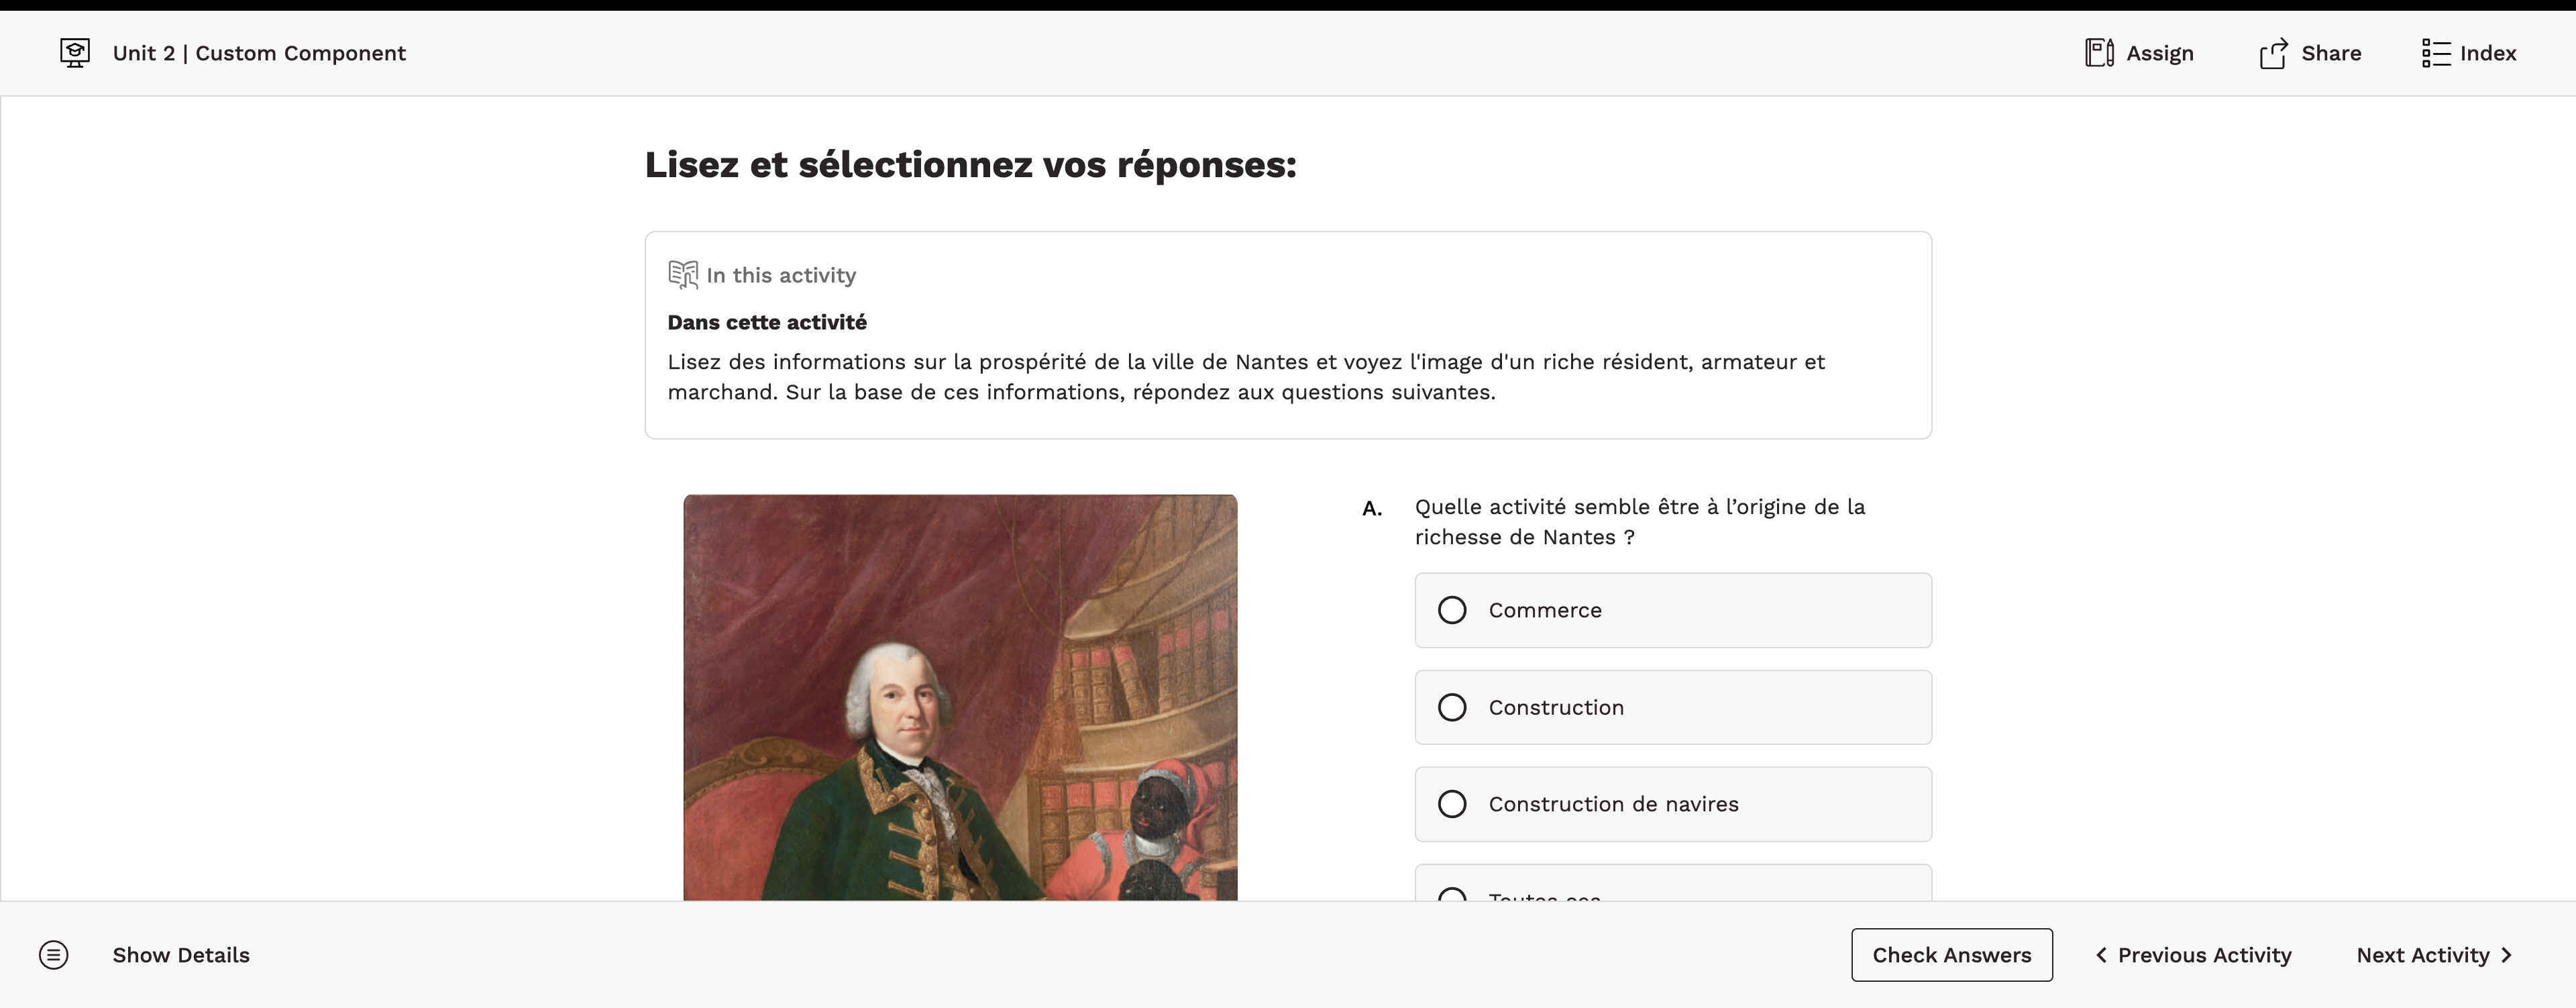 Unit 2 | Custom Component
Assign
Share
Index
Lisez et sélectionnez vos réponses:
In this activity
Dans cette activité
Lisez des informations sur la prospérité de la ville de Nantes et voyez l'image d'un riche résident, armateur et
marchand. Sur la base de ces informations, répondez aux questions suivantes.
A. Quelle activité semble être à l’origine de la
richesse de Nantes ?
Commerce
Construction
Construction de navires
Toutes ces
Show Details
Check Answers
Previous Activity
Next Activity